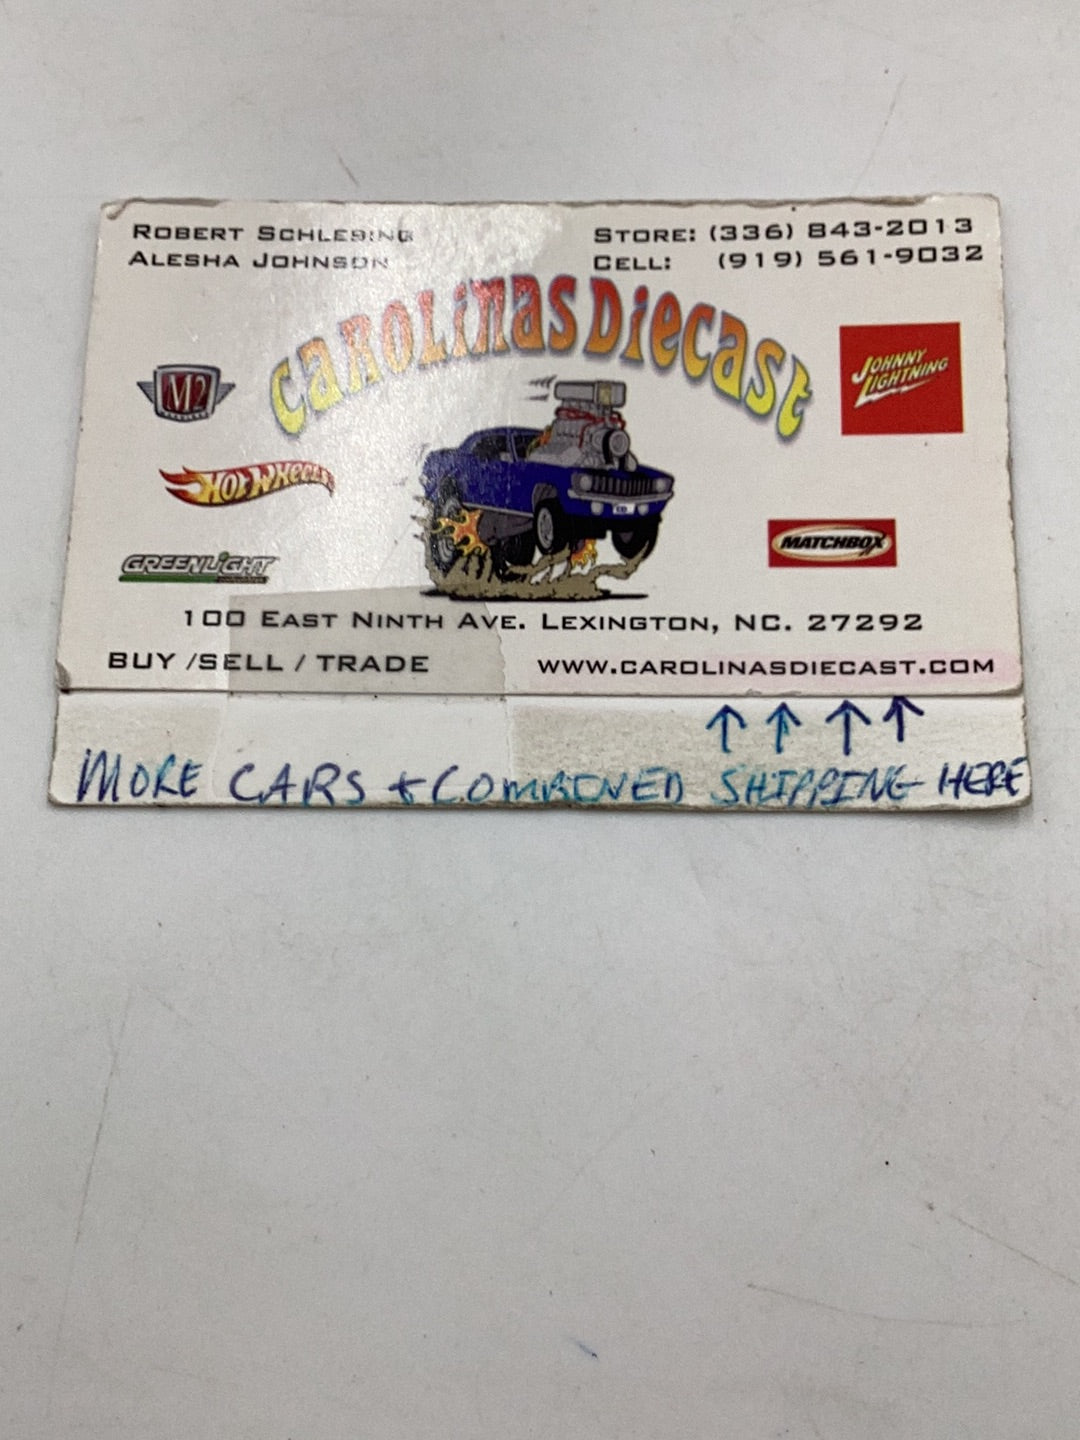 ROBERT SCHLESING
ALESHA JOHNSON
STORE: (336) 843-2013
CELL: (919) 561-9032
CAROLINAS DIECAST
M2
JOHNNY
LIGHTNING
HOT WHEELS
MATCHBOX
GREENLIGHT
100 EAST NINTH AVE. LEXINGTON, NC. 27292
BUY /SELL / TRADE
WWW.CAROLINASDIECAST.COM
MORE CARS + COMBINED SHIPPING HERE